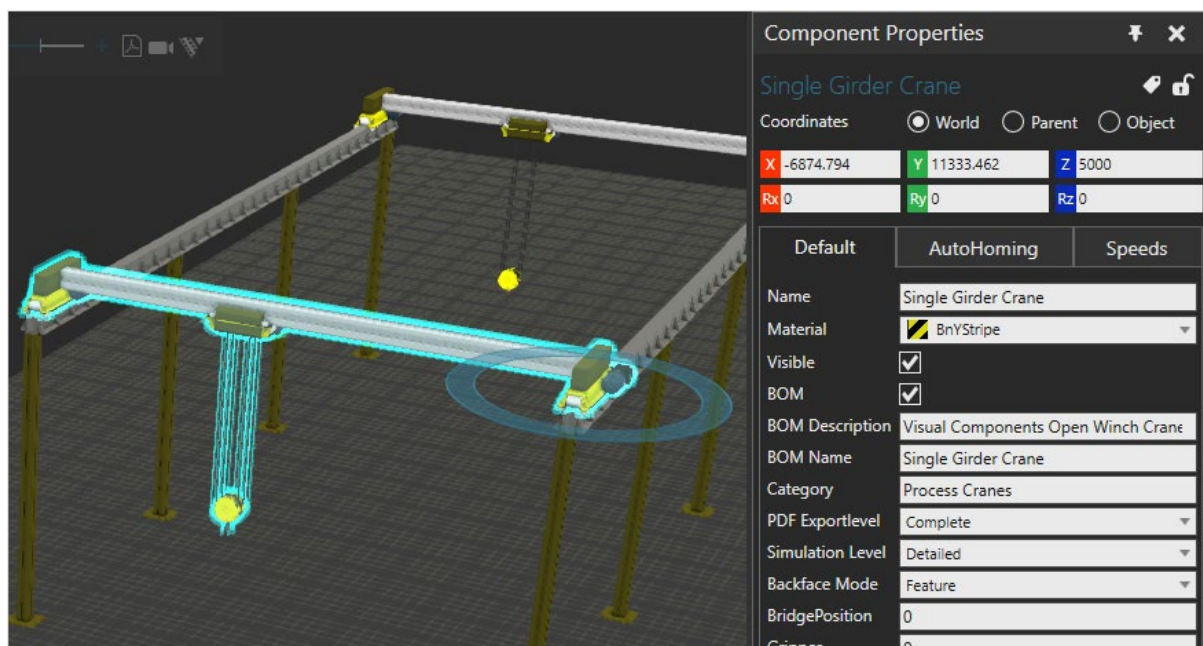 Component Properties
Single Girder Crane
Coordinates World Parent Object
X -6874.794 Y 11333.462 Z 5000
Rx 0 Ry 0 Rz 0
Default AutoHoming Speeds
Name Single Girder Crane
Material BnYStripe
Visible
BOM
BOM Description Visual Components Open Winch Crane
BOM Name Single Girder Crane
Category Process Cranes
PDF Exportlevel Complete
Simulation Level Detailed
Backface Mode Feature
BridgePosition 0